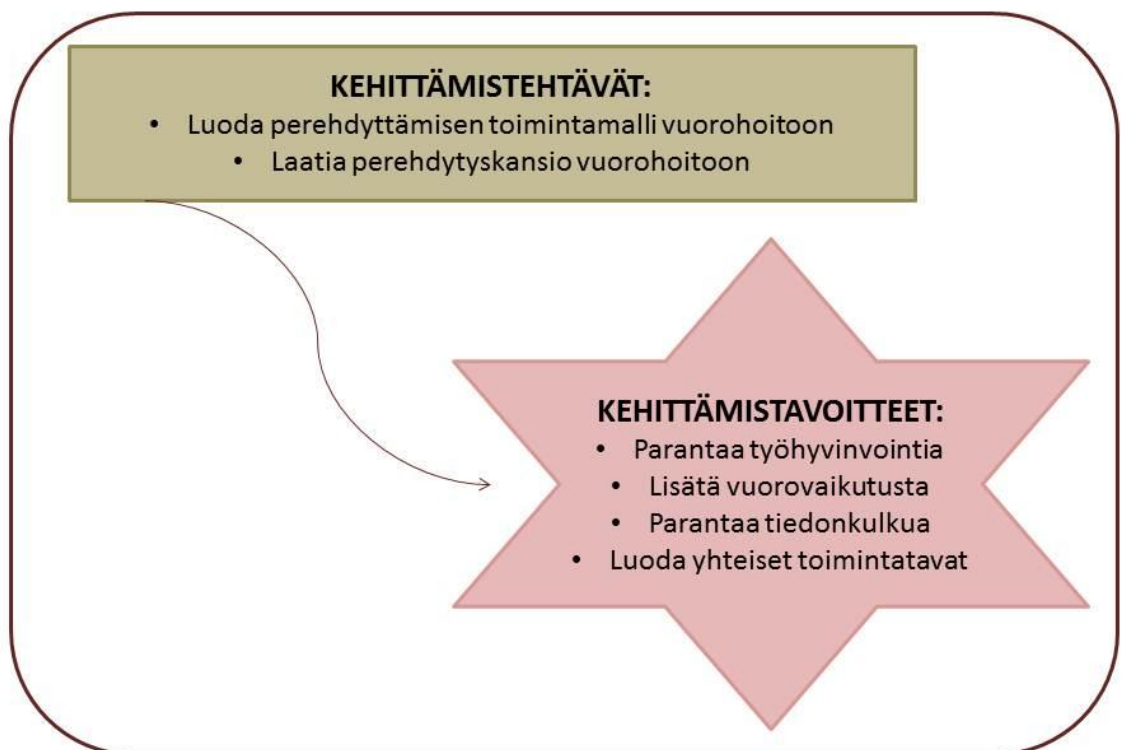 KEHITTÄMISTEHTÄVÄT:
• Luoda perehdyttämisen toimintamalli vuorohoitoon
• Laatia perehdytyskansio vuorohoitoon
KEHITTÄMISTAVOITTEET:
• Parantaa työhyvinvointia
• Lisätä vuorovaikutusta
• Parantaa tiedonkulkua
• Luoda yhteiset toimintatavat